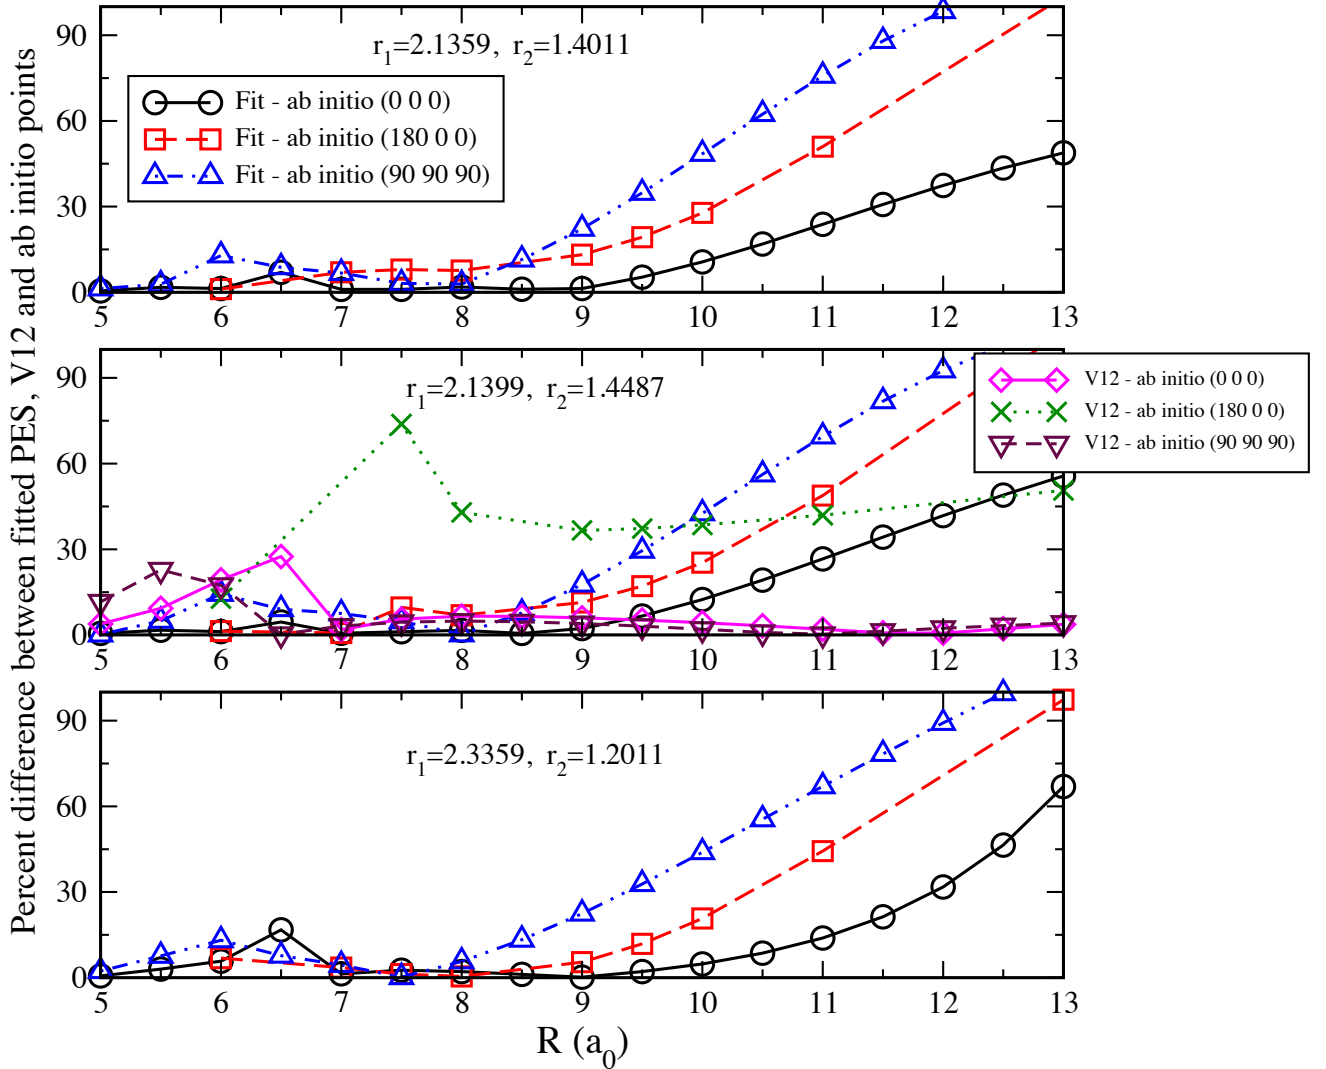 Percent difference between fitted PES, V12 and ab initio points
90
60
30
0
r1=2.1359, r2=1.4011
Fit - ab initio (0 0 0)
Fit - ab initio (180 0 0)
Fit - ab initio (90 90 90)
5 6 7 8 9 10 11 12 13
90
60
30
0
r1=2.1399, r2=1.4487
V12 - ab initio (0 0 0)
V12 - ab initio (180 0 0)
V12 - ab initio (90 90 90)
5 6 7 8 9 10 11 12 13
90
60
30
0
r1=2.3359, r2=1.2011
5 6 7 8 9 10 11 12 13
R (a0)